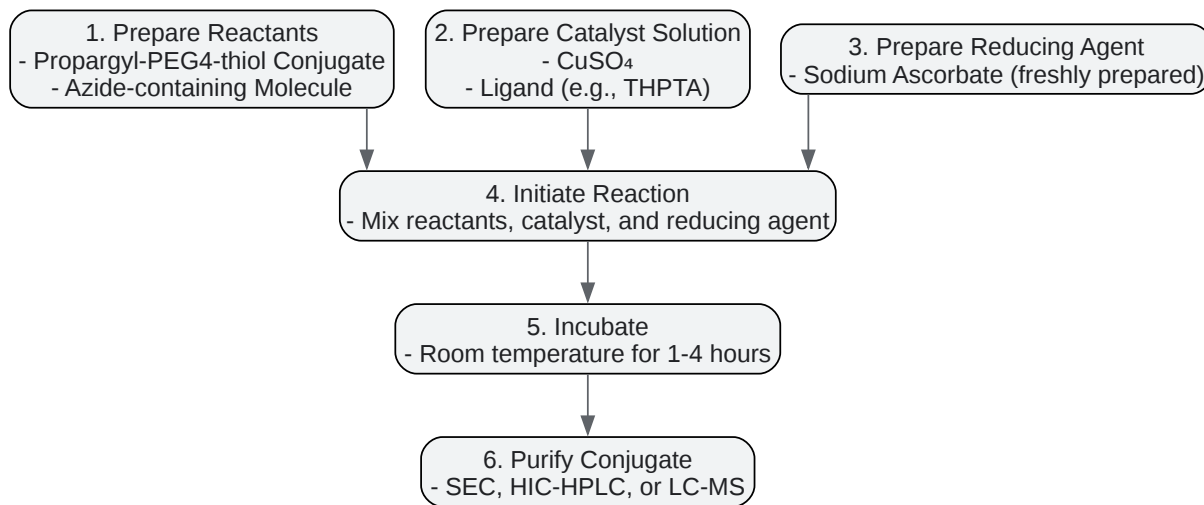 1. Prepare Reactants
- Propargyl-PEG4-thiol Conjugate
- Azide-containing Molecule
2. Prepare Catalyst Solution
- CuSO₄
- Ligand (e.g., THPTA)
3. Prepare Reducing Agent
- Sodium Ascorbate (freshly prepared)
4. Initiate Reaction
- Mix reactants, catalyst, and reducing agent
5. Incubate
- Room temperature for 1-4 hours
6. Purify Conjugate
- SEC, HIC-HPLC, or LC-MS